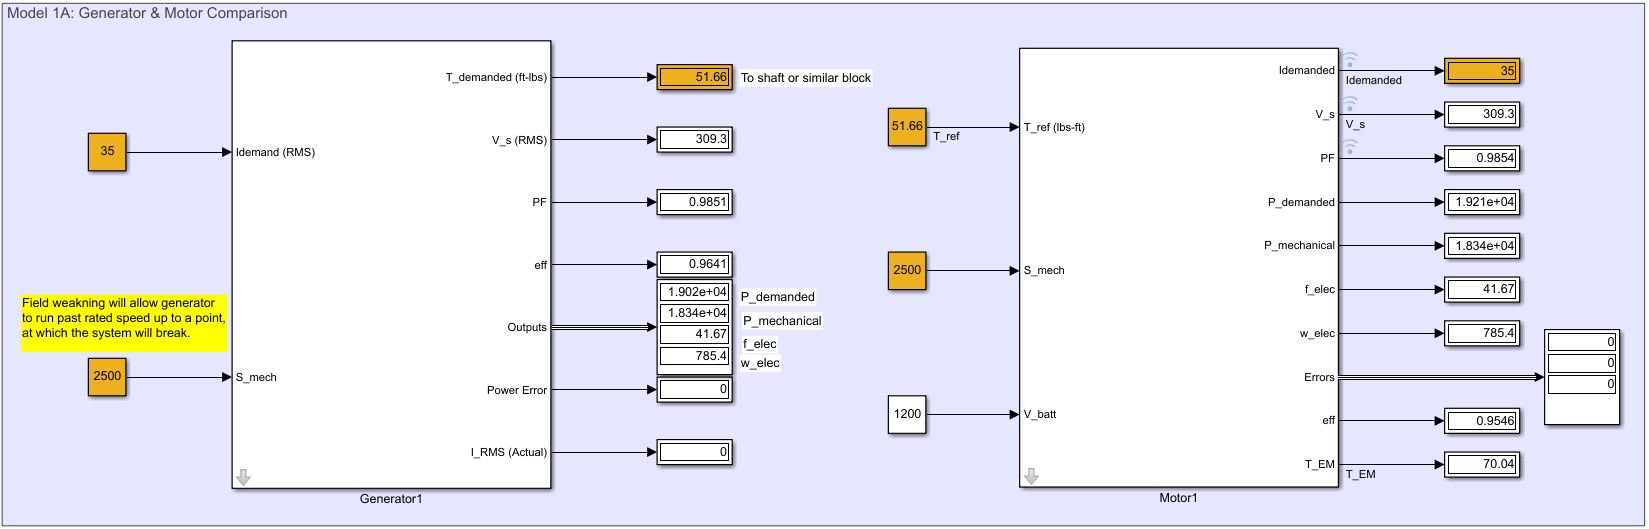 Model 1A: Generator & Motor Comparison
35
Idemand (RMS)
Field weakning will allow generator
to run past rated speed up to a point,
at which the system will break.
2500
S_mech
T_demanded (ft-lbs)
51.66
To shaft or similar block
V_s (RMS)
309.3
PF
0.9851
eff
0.9641
Outputs
1.902e+04
P_demanded
1.834e+04
P_mechanical
41.67
f_elec
785.4
w_elec
Power Error
0
I_RMS (Actual)
0
Generator1
51.66
T_ref
T_ref (lbs-ft)
2500
S_mech
1200
V_batt
Idemanded
Idemanded
35
V_s
V_s
309.3
PF
0.9854
P_demanded
1.921e+04
P_mechanical
1.834e+04
f_elec
41.67
w_elec
785.4
Errors
0
0
0
eff
0.9546
T_EM
T_EM
70.04
Motor1